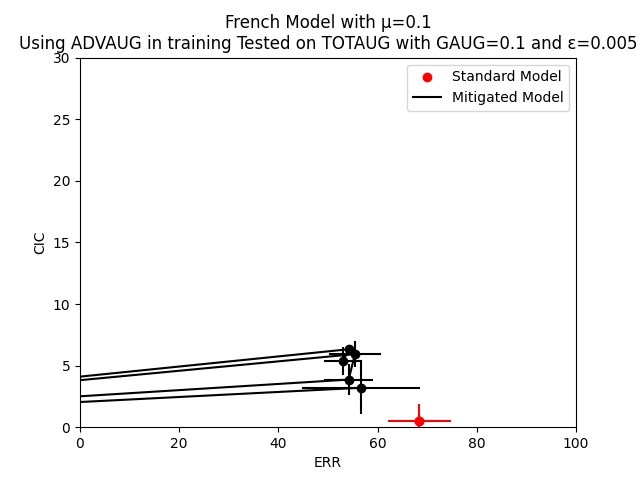 French Model with μ=0.1
Using ADVAUG in training Tested on TOTAUG with GAUG=0.1 and ε=0.005
Standard Model
Mitigated Model
CIC
30
25
20
15
10
5
0
0 20 40 60 80 100
ERR